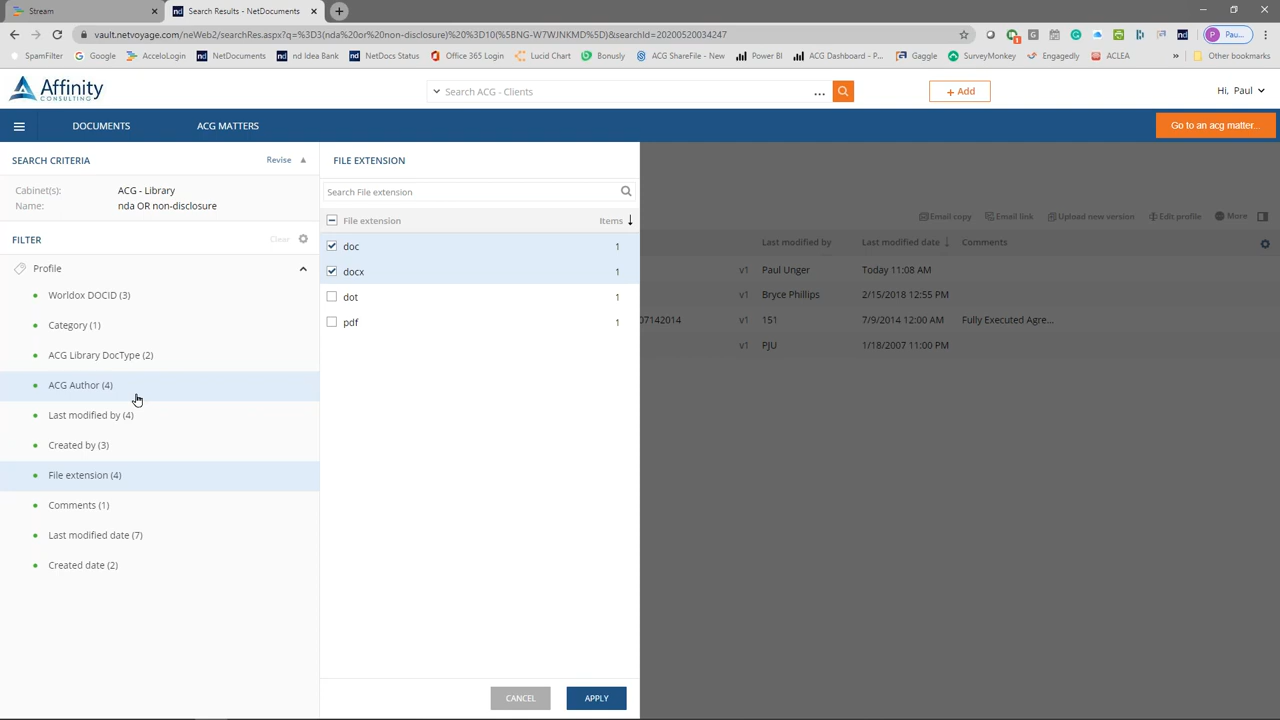 Stream
nd Search Results - NetDocuments
vault.netvoyage.com/neWeb2/searchRes.aspx?q=%3D3(nda%20or%20non-disclosure)%20%3D10(%5BNG-W7WJNKMD%5D)&searchId=20200520034247
Pau...
SpamFilter Google AcceloLogin NetDocuments nd Idea Bank NetDocs Status Office 365 Login Lucid Chart Bonusly ACG ShareFile - New Power BI ACG Dashboard – P... Gaggle SurveyMonkey Engagedly ACLEA » Other bookmarks
Affinity
CONSULTING
Search ACG - Clients
...
+ Add
Hi, Paul
DOCUMENTS ACG MATTERS
Go to an acg matter...
SEARCH CRITERIA Revise
Cabinet(s): ACG - Library
Name: nda OR non-disclosure
FILTER Clear
Profile
Worldox DOCID (3)
Category (1)
ACG Library DocType (2)
ACG Author (4)
Last modified by (4)
Created by (3)
File extension (4)
Comments (1)
Last modified date (7)
Created date (2)
FILE EXTENSION
Search File extension
File extension Items
doc 1
docx 1
dot 1
pdf 1
CANCEL APPLY
Email copy Email link Upload new version Edit profile More
Last modified by Last modified date Comments
Paul Unger Today 11:08 AM
v1 Bryce Phillips 2/15/2018 12:55 PM
07142014 v1 151 7/9/2014 12:00 AM Fully Executed Agre...
v1 PJU 1/18/2007 11:00 PM